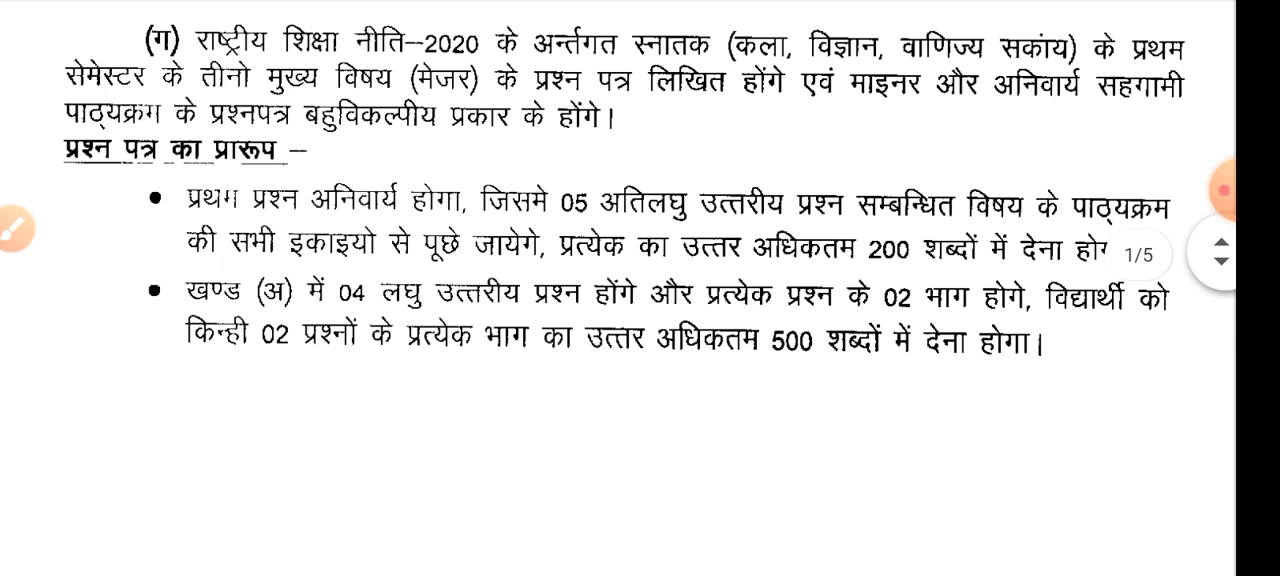 (ग) राष्ट्रीय शिक्षा नीति–2020 के अर्न्तगत स्नातक (कला, विज्ञान, वाणिज्य सकांय) के प्रथम
सेमेस्टर के तीनो मुख्य विषय (मेजर) के प्रश्न पत्र लिखित होंगे एवं माइनर और अनिवार्य सहगामी
पाठ्यक्रम के प्रश्नपत्र बहुविकल्पीय प्रकार के होंगे।
प्रश्न पत्र का प्रारूप –
• प्रथम प्रश्न अनिवार्य होगा, जिसमे 05 अतिलघु उत्तरीय प्रश्न सम्बन्धित विषय के पाठ्यक्रम
की सभी इकाइयो से पूछे जायेगे, प्रत्येक का उत्तर अधिकतम 200 शब्दों में देना
1/5
• खण्ड (अ) में 04 लघु उत्तरीय प्रश्न होंगे और प्रत्येक प्रश्न के 02 भाग होगे, विद्यार्थी को
किन्ही 02 प्रश्नों के प्रत्येक भाग का उत्तर अधिकतम 500 शब्दों में देना होगा।